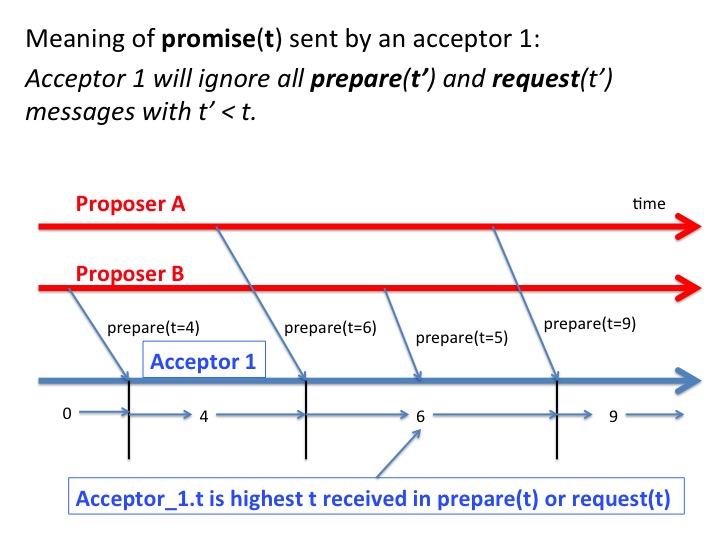 Meaning of promise(t) sent by an acceptor 1:
Acceptor 1 will ignore all prepare(t’) and request(t’)
messages with t’ < t.
Proposer A
time
Proposer B
prepare(t=4)
prepare(t=6)
prepare(t=5)
prepare(t=9)
Acceptor 1
0
4
6
9
Acceptor_1.t is highest t received in prepare(t) or request(t)